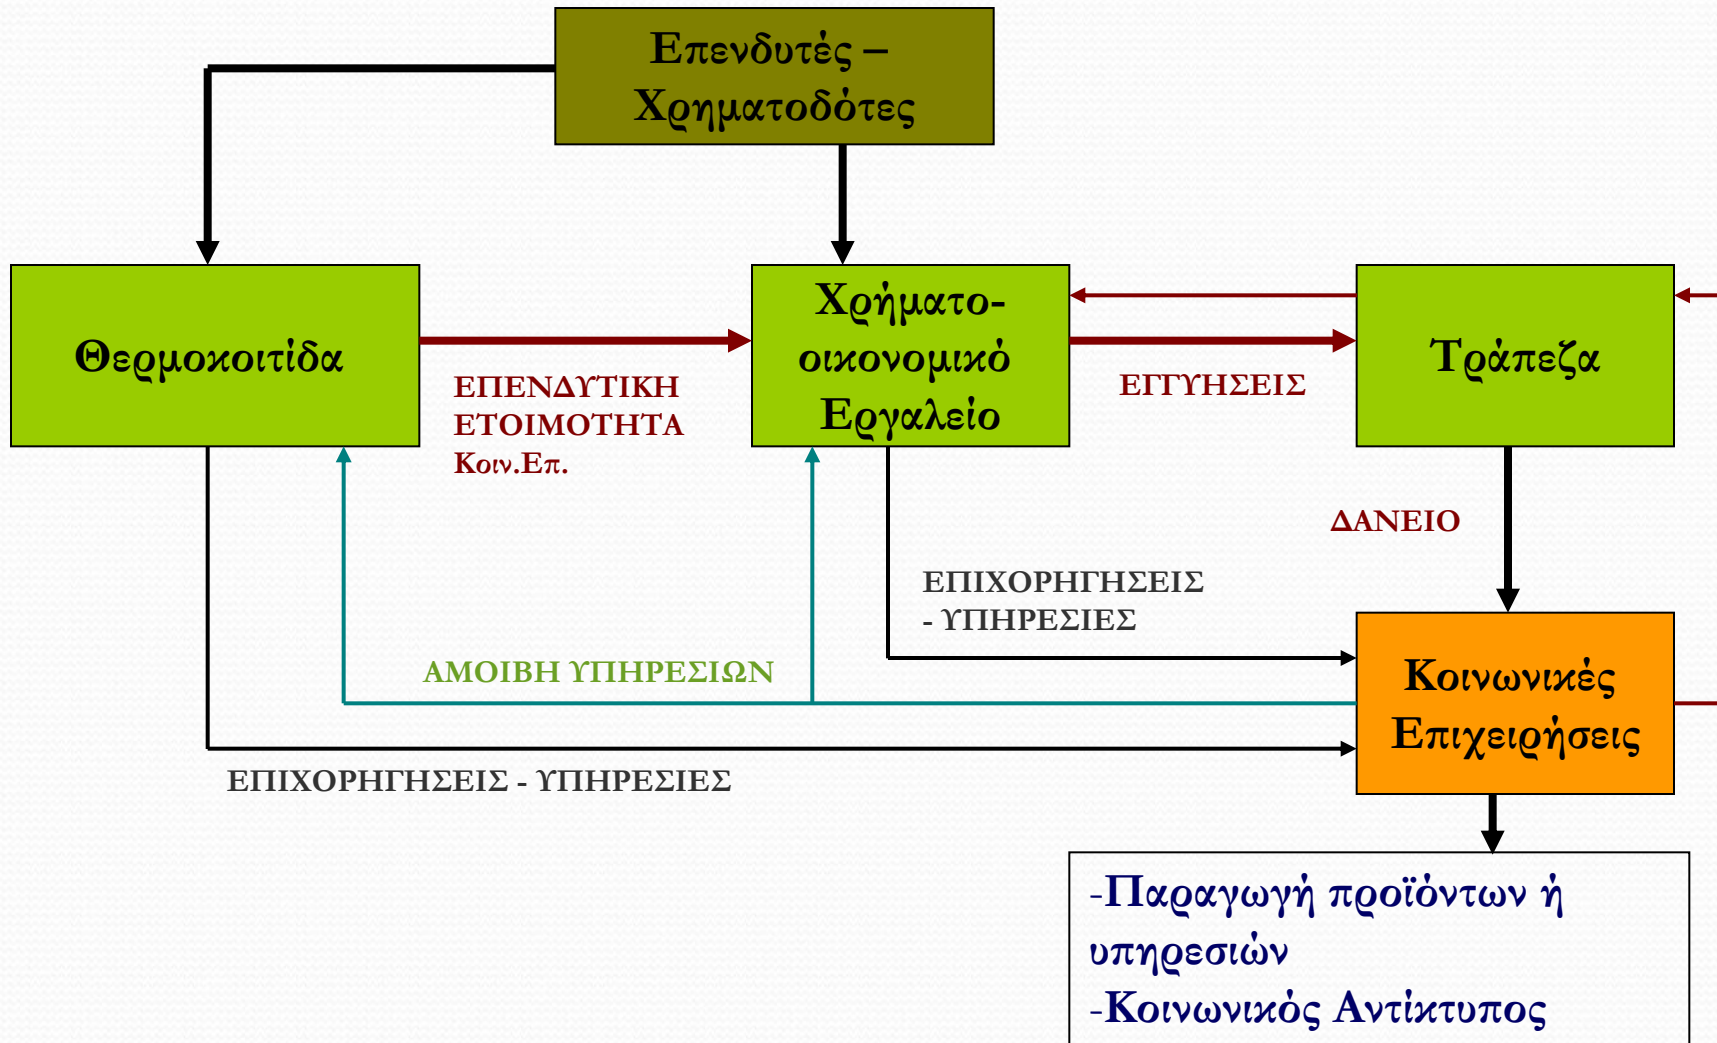 Επενδυτές –
Χρηματοδότες
Θερμοκοιτίδα
Χρήματο-
οικονομικό
Εργαλείο
Τράπεζα
ΕΠΕΝΔΥΤΙΚΗ
ΕΤΟΙΜΟΤΗΤΑ
Κοιν.Επ.
ΕΓΓΥΗΣΕΙΣ
ΔΑΝΕΙΟ
ΕΠΙΧΟΡΗΓΗΣΕΙΣ
- ΥΠΗΡΕΣΙΕΣ
ΑΜΟΙΒΗ ΥΠΗΡΕΣΙΩΝ
Κοινωνικές
Επιχειρήσεις
ΕΠΙΧΟΡΗΓΗΣΕΙΣ - ΥΠΗΡΕΣΙΕΣ
-Παραγωγή προϊόντων ή
υπηρεσιών
-Κοινωνικός Αντίκτυπος